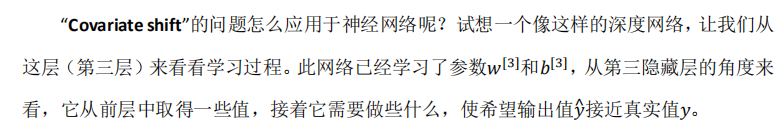 “Covariate shift”的问题怎么应用于神经网络呢？试想一个像这样的深度网络，让我们从
这层（第三层）来看看学习过程。此网络已经学习了参数𝑤[3]和𝑏[3]，从第三隐藏层的角度来
看，它从前层中取得一些值，接着它需要做些什么，使希望输出值𝑦̂接近真实值𝑦。